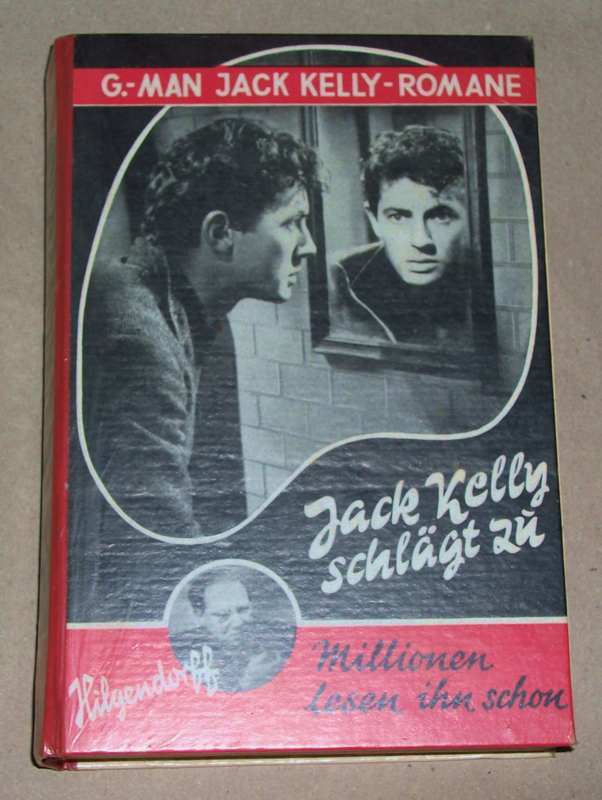 G.-MAN JACK KELLY-ROMANE
Jack Kelly
schlägt zu
Hilgendorff
Millionen
lesen ihn schon